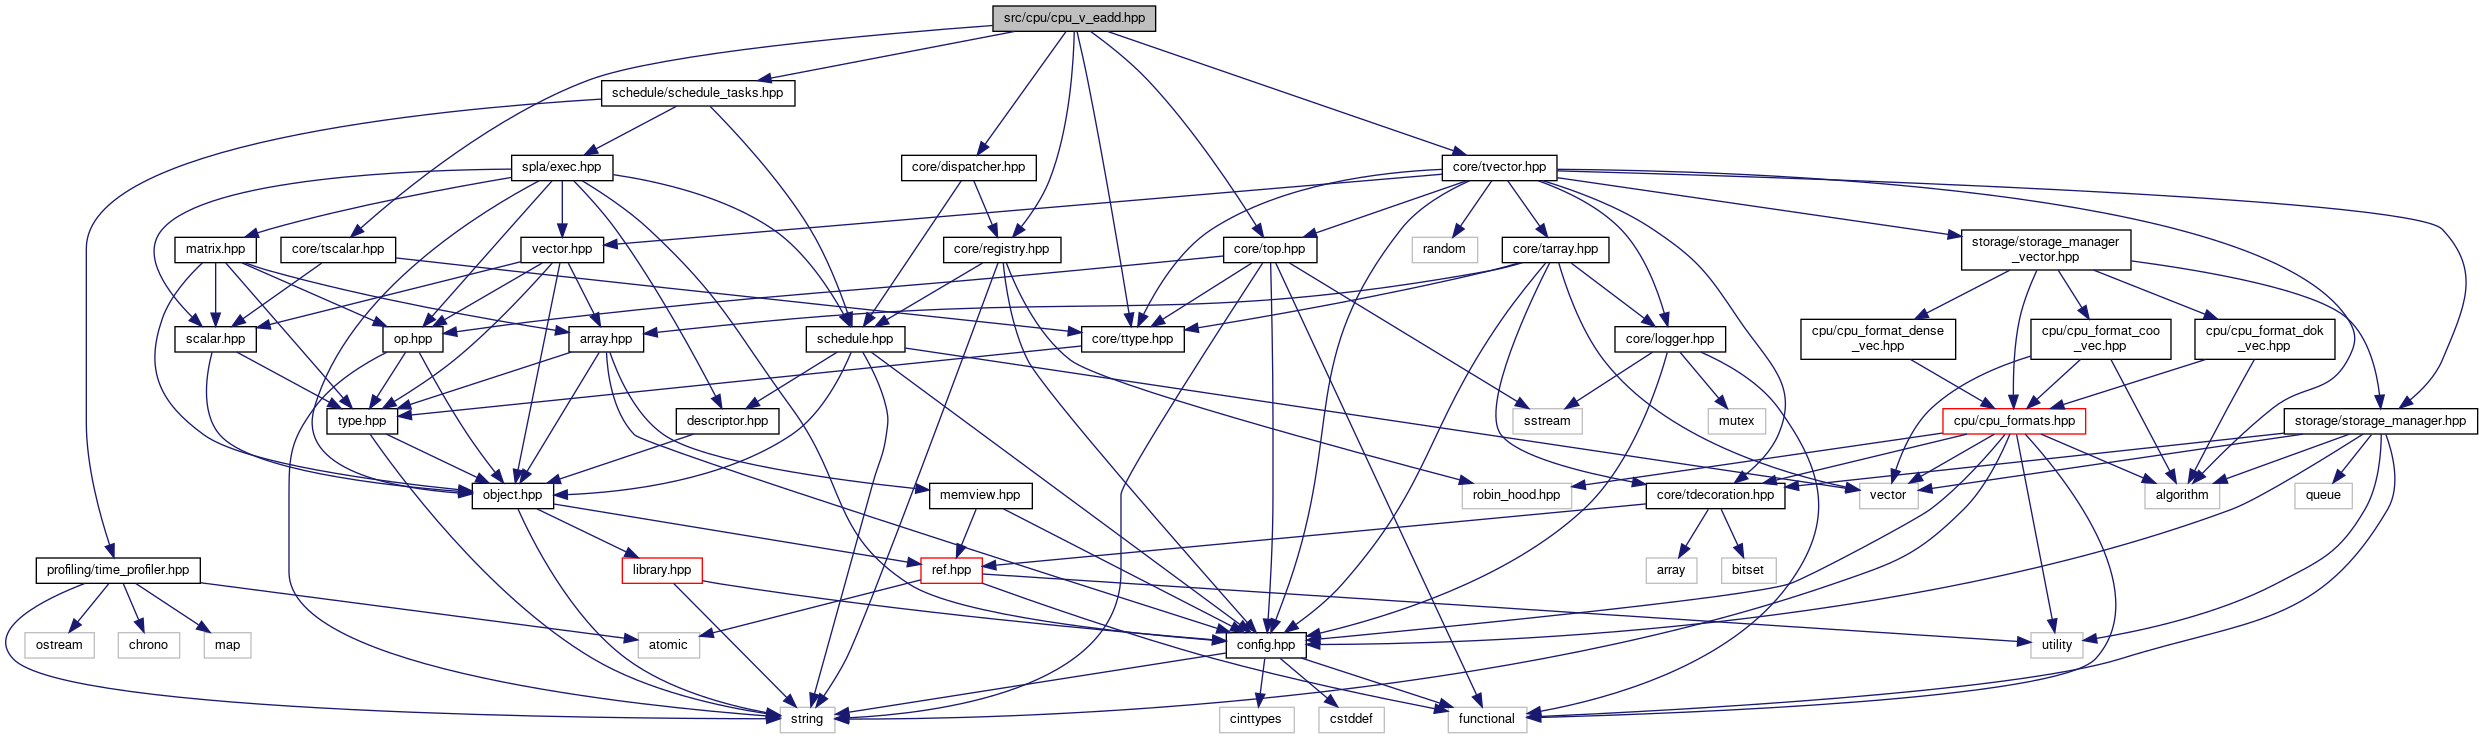 src/cpu/cpu_v_eadd.hpp
schedule/schedule_tasks.hpp
spla/exec.hpp
core/dispatcher.hpp
core/tvector.hpp
matrix.hpp
core/tscalar.hpp
vector.hpp
core/registry.hpp
core/top.hpp
random
core/tarray.hpp
storage/storage_manager
_vector.hpp
scalar.hpp
op.hpp
array.hpp
schedule.hpp
core/ttype.hpp
core/logger.hpp
cpu/cpu_format_dense
_vec.hpp
cpu/cpu_format_coo
_vec.hpp
cpu/cpu_format_dok
_vec.hpp
type.hpp
descriptor.hpp
sstream
mutex
cpu/cpu_formats.hpp
storage/storage_manager.hpp
object.hpp
memview.hpp
robin_hood.hpp
core/tdecoration.hpp
vector
algorithm
queue
profiling/time_profiler.hpp
library.hpp
ref.hpp
array
bitset
ostream
chrono
map
atomic
config.hpp
utility
string
cinttypes
cstddef
functional